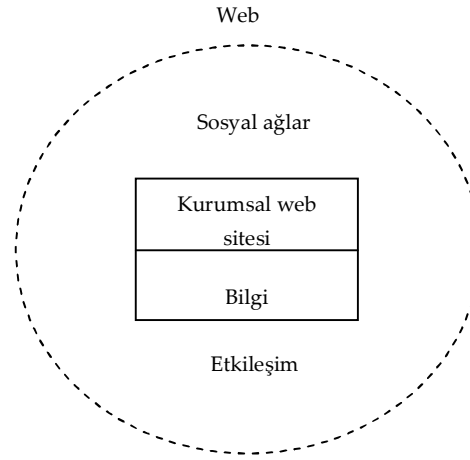 Web
Sosyal ağlar
Kurumsal web
sitesi
Bilgi
Etkileşim